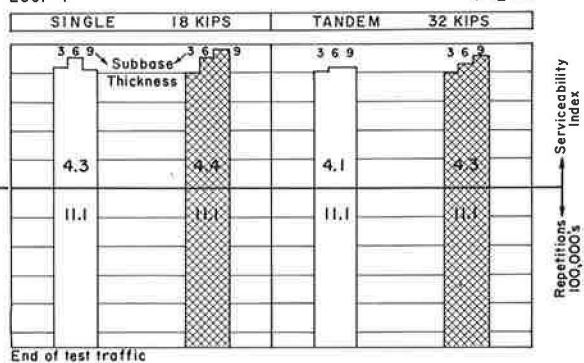 SINGLE 18 KIPS TANDEM 32 KIPS
3 6 9 3 6 9 3 6 9 3 6 9
Subbase
Thickness
4.3 4.4 4.1 4.3
11.1 11.1 11.1 11.1
Serviceability
Index
Repetitions
100,000's
End of test traffic